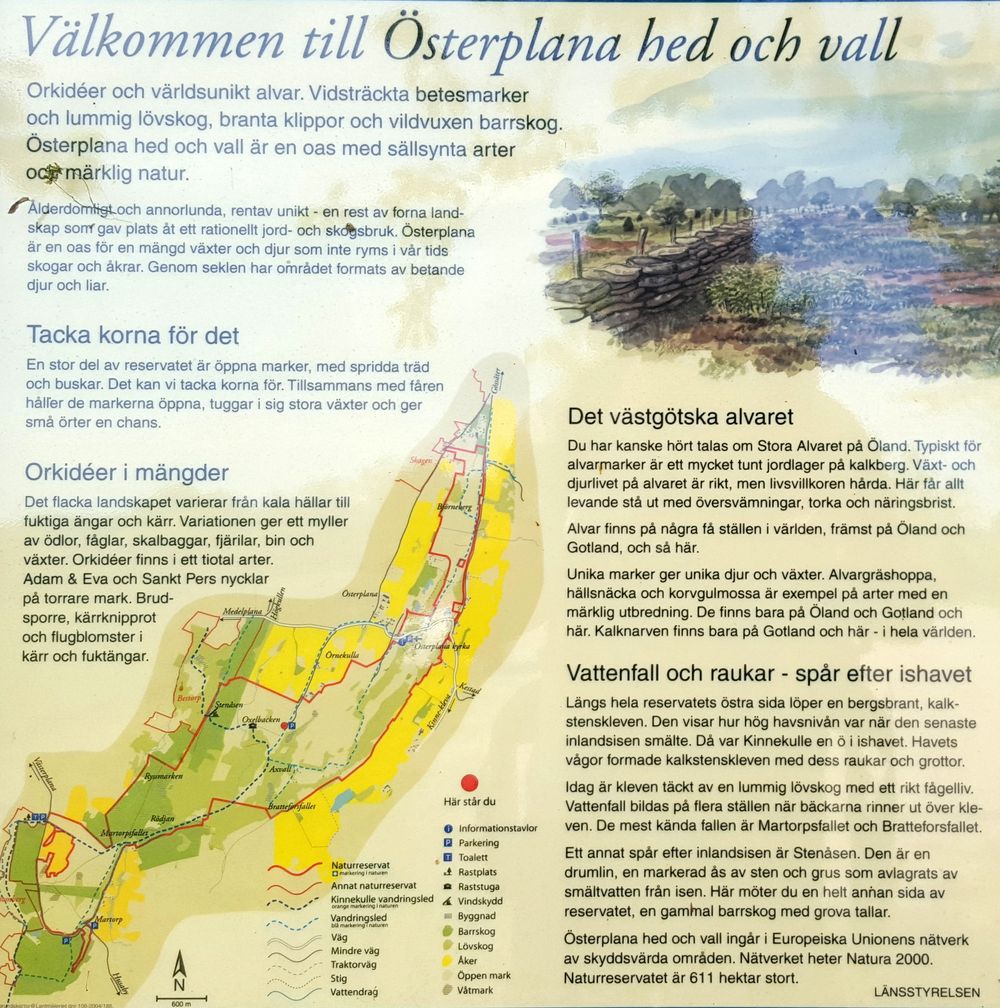 Välkommen till Österplana hed och vall
Orkidéer och världsunikt alvar. Vidsträckta betesmarker
och lummig lövskog, branta klippor och vildvuxen barrskog.
Österplana hed och vall är en oas med sällsynta arter
och märklig natur.
Ålderdomligt och annorlunda, rentav unikt - en rest av forna land-
skap som gav plats åt ett rationellt jord- och skogsbruk. Österplana
är en oas för en mängd växter och djur som inte ryms i vår tids
skogar och åkrar. Genom seklen har området formats av betande
djur och liar.
Tacka korna för det
En stor del av reservatet är öppna marker, med spridda träd
och buskar. Det kan vi tacka korna för. Tillsammans med fåren
håller de markerna öppna, tuggar i sig stora växter och ger
små örter en chans.
Orkidéer i mängder
Det flacka landskapet varierar från kala hällar till
fuktiga ängar och kärr. Variationen ger ett myller
av ödlor, fåglar, skalbaggar, fjärilar, bin och
växter. Orkidéer finns i ett tiotal arter.
Adam & Eva och Sankt Pers nycklar
på torrare mark. Brud-
sporre, kärrknipprot
och flugblomster i
kärr och fuktängar.
Det västgötska alvaret
Du har kanske hört talas om Stora Alvaret på Öland. Typiskt för
alvarmarker är ett mycket tunt jordlager på kalkberg. Växt- och
djurlivet på alvaret är rikt, men livsvillkoren hårda. Här får allt
levande stå ut med översvämningar, torka och näringsbrist.
Alvar finns på några få ställen i världen, främst på Öland och
Gotland, och så här.
Unika marker ger unika djur och växter. Alvargräshoppa,
hällsnäcka och korvgulmossa är exempel på arter med en
märklig utbredning. De finns bara på Öland och Gotland och
här. Kalknarven finns bara på Gotland och här - i hela världen.
Vattenfall och raukar - spår efter ishavet
Längs hela reservatets östra sida löper en bergsbrant, kalk-
stenskleven. Den visar hur hög havsnivån var när den senaste
inlandsisen smälte. Då var Kinnekulle en ö i ishavet. Havets
vågor formade kalkstenskleven med dess raukar och grottor.
Idag är kleven täckt av en lummig lövskog med ett rikt fågelliv.
Vattenfall bildas på flera ställen när bäckarna rinner ut över kle-
ven. De mest kända fallen är Martorpsfallet och Bratteforsfallet.
Ett annat spår efter inlandsisen är Stenåsen. Den är en
drumlin, en markerad ås av sten och grus som avlagrats av
smältvatten från isen. Här möter du en helt annan sida av
reservatet, en gammal barrskog med grova tallar.
Österplana hed och vall ingår i Europeiska Unionens nätverk
av skyddsvärda områden. Nätverket heter Natura 2000.
Naturreservatet är 611 hektar stort.
LÄNSSTYRELSEN
Götene
Skagen
Bjärneberg
Österplana
Högkullen
Medelplana
Österplana kyrka
Örnekulla
Kestad
Kinne-Kleva
Bestorp
Stenåsen
Oxelbacken
P
Axvall
Västerplana
Ryamarken
Bratteforsfallet
Rödjan
Martorpsfallet
Martorp
Husaby
Här står du
i Informationstavlor
P Parkering
T Toalett
Rastplats
Raststuga
Vindskydd
Byggnad
Barrskog
Lövskog
Åker
Öppen mark
Våtmark
Naturreservat
markering i naturen
Annat naturreservat
Kinnekulle vandringsled
orange markering i naturen
Vandringsled
blå markering i naturen
Väg
Mindre väg
Traktorväg
Stig
Vattendrag
N
600 m